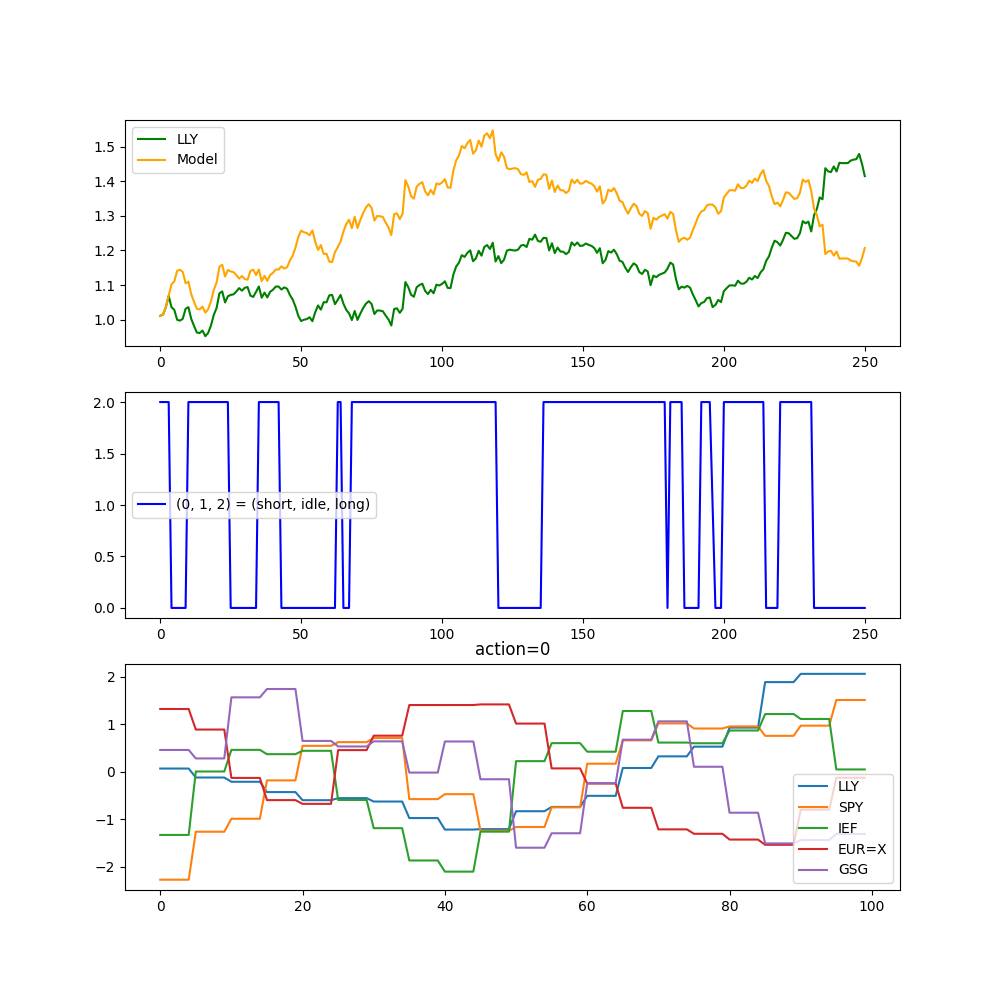 LLY
Model
1.5
1.4
1.3
1.2
1.1
1.0
0 50 100 150 200 250
2.0
1.5
1.0
0.5
0.0
(0, 1, 2) = (short, idle, long)
0 50 100 150 200 250
action=0
2
1
0
−1
−2
LLY
SPY
IEF
EUR=X
GSG
0 20 40 60 80 100